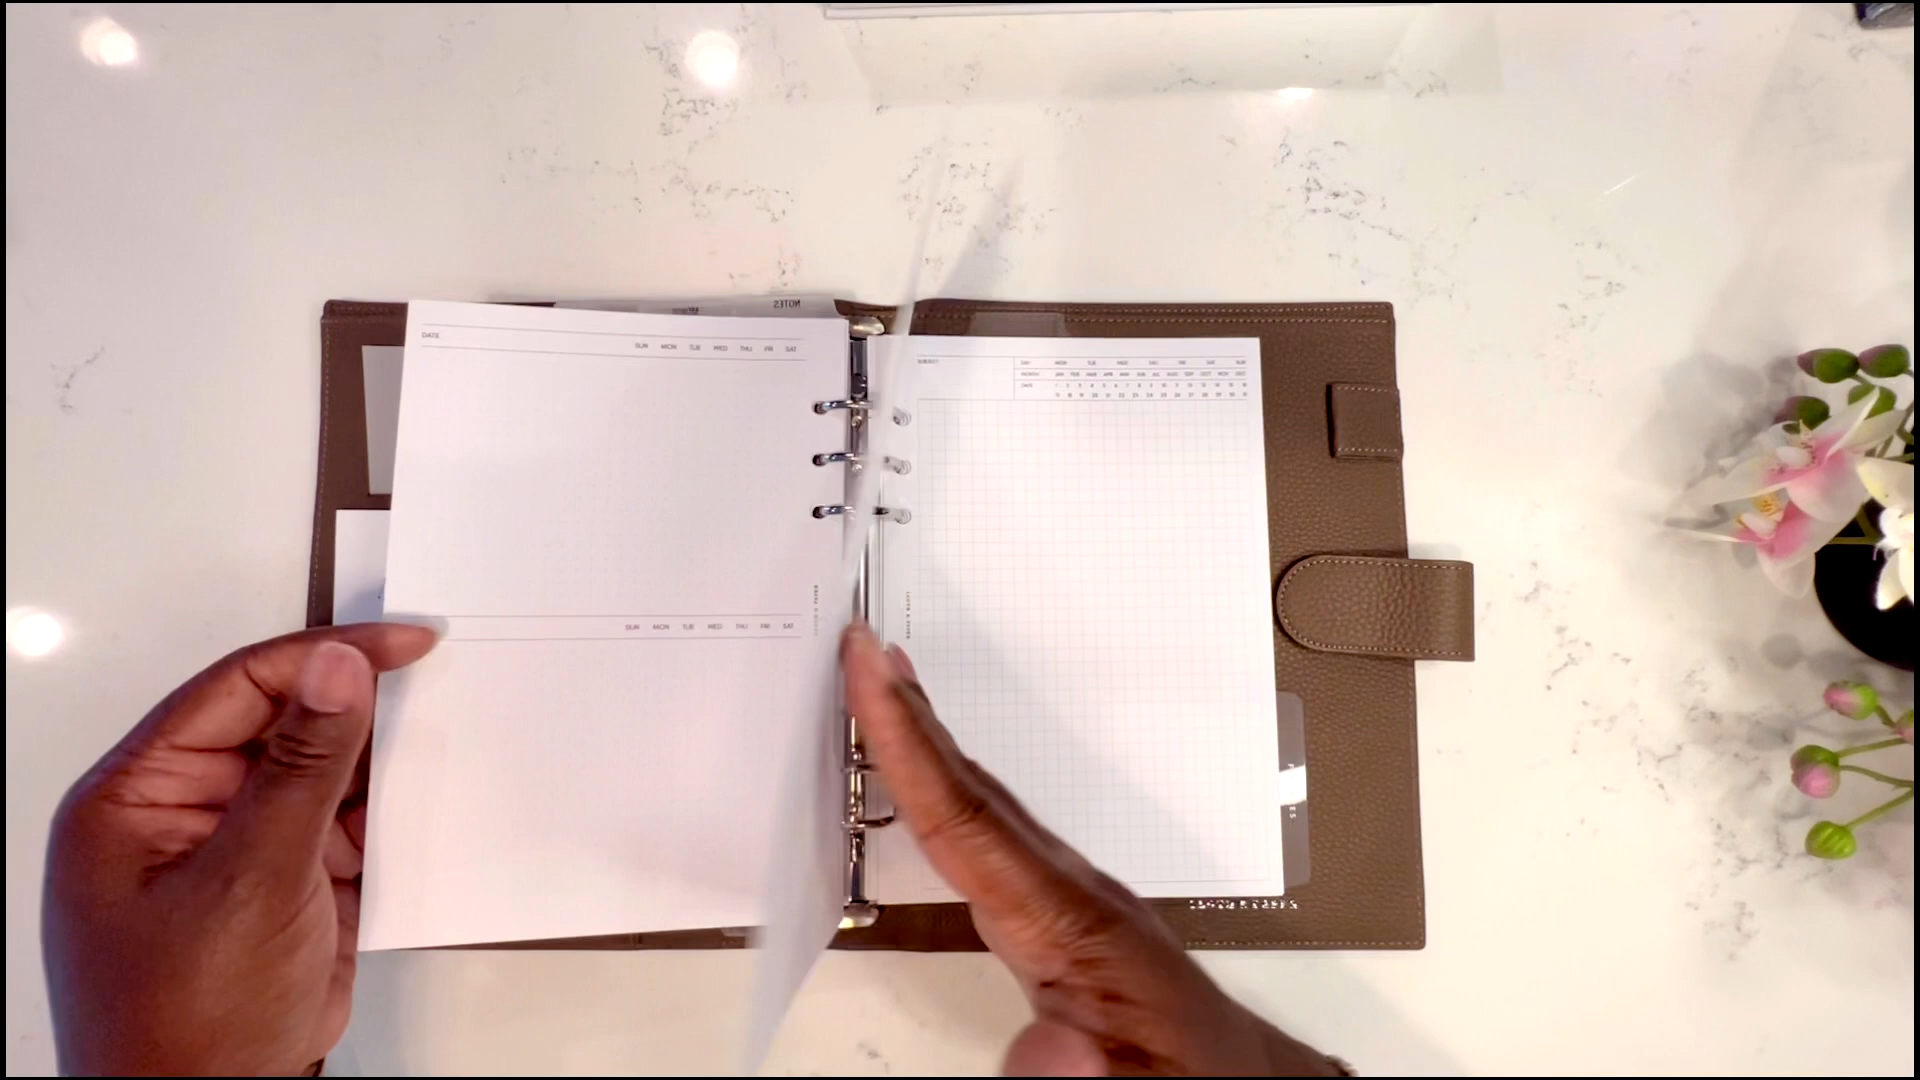 NOTES
DATE
SUN MON TUE WED THU FRI SAT
SUN MON TUE WED THU FRI SAT
SUBJECT
DAY MON TUE WED THU FRI SAT SUN
MONTH JAN FEB MAR APR MAY JUN JUL AUG SEP OCT NOV DEC
DATE 1 2 3 4 5 6 7 8 9 10 11 12 13 14 15 16
17 18 19 20 21 22 23 24 25 26 27 28 29 30 31